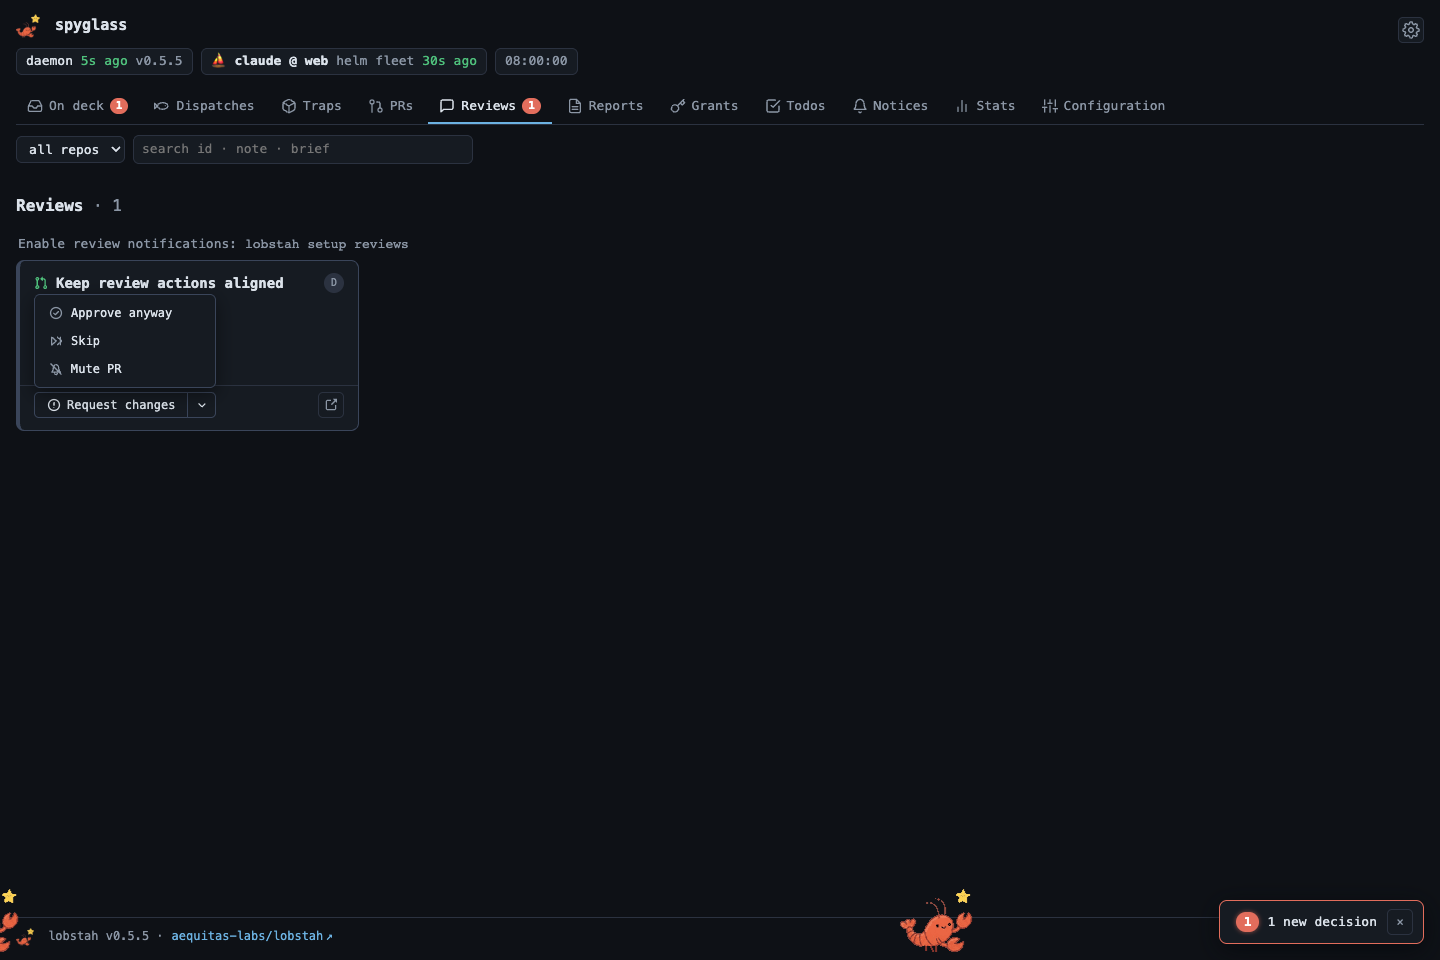 spyglass
daemon 5s ago v0.5.5
claude @ web helm fleet 30s ago
08:00:00
On deck 1
Dispatches
Traps
PRs
Reviews 1
Reports
Grants
Todos
Notices
Stats
Configuration
all repos
search id · note · brief
Reviews · 1
Enable review notifications: lobstah setup reviews
Keep review actions aligned
D
Approve anyway
Skip
Mute PR
Request changes
lobstah v0.5.5 · aequitas-labs/lobstah↗
1 1 new decision ×